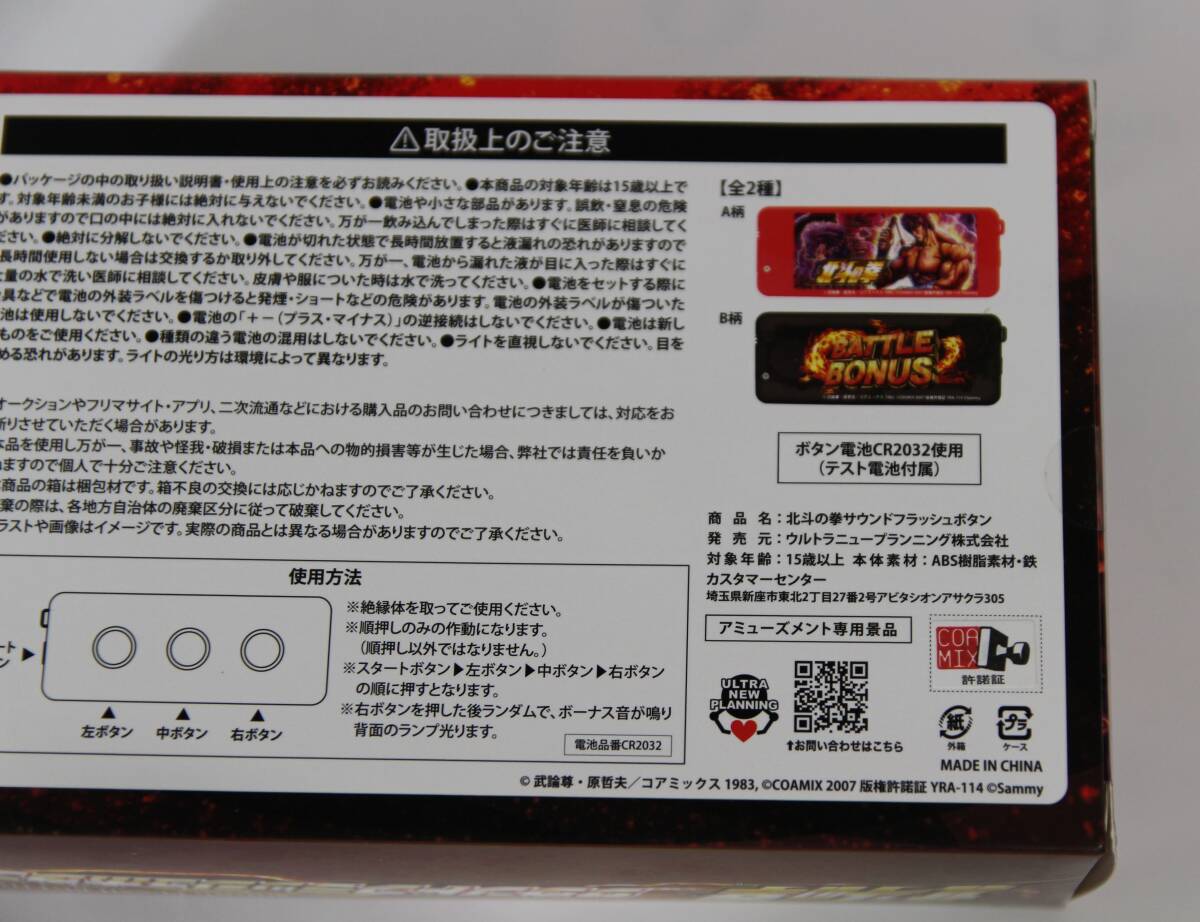 ⚠取扱上のご注意
●パッケージの中の取り扱い説明書・使用上の注意を必ずお読みください。●本商品の対象年齢は15歳以上で
す。対象年齢未満のお子様には絶対に与えないでください。●電池や小さな部品があります。誤飲・窒息の危険
がありますので口の中には絶対に入れないでください。万が一飲み込んでしまった際はすぐに医師に相談してく
ださい。●絶対に分解しないでください。●電池が切れた状態で長時間放置すると液漏れの恐れがありますので
長時間使用しない場合は交換するか取り外してください。万が一、電池から漏れた液が目に入った際はすぐに
大量の水で洗い医師に相談してください。皮膚や服についた時は水で洗ってください。●電池をセットする際に
具などで電池の外装ラベルを傷つけると発煙・ショートなどの危険があります。電池の外装ラベルが傷ついた
池は使用しないでください。●電池の「+-(プラス・マイナス)」の逆接続はしないでください。●電池は新し
ものをご使用ください。●種類の違う電池の混用はしないでください。●ライトを直視しないでください。目を
める恐れがあります。ライトの光り方は環境によって異なります。
オークションやフリマサイト・アプリ、二次流通などにおける購入品のお問い合わせにつきましては、対応をお
断りさせていただく場合があります。
本品を使用し万が一、事故や怪我・破損または本品への物的損害等が生じた場合、弊社では責任を負いか
ねますので個人で十分ご注意ください。
商品の箱は梱包材です。箱不良の交換には応じかねますのでご了承ください。
棄の際は、各地方自治体の廃棄区分に従って破棄してください。
ラストや画像はイメージです。実際の商品とは異なる場合がありますのでご了承ください。
使用方法
ート
ン ▶
左ボタン 中ボタン 右ボタン
※絶縁体を取ってご使用ください。
※順押しのみの作動になります。
(順押し以外ではなりません。)
※スタートボタン▶左ボタン▶中ボタン▶右ボタン
の順に押すとなります。
※右ボタンを押した後ランダムで、ボーナス音が鳴り
背面のランプ光ります。
電池品番CR2032
【全2種】
A柄
北斗の拳
B柄
BATTLE
BONUS
ボタン電池CR2032使用
(テスト電池付属)
商 品 名:北斗の拳サウンドフラッシュボタン
発 売 元:ウルトラニュープランニング株式会社
対象年齢:15歳以上 本体素材:ABS樹脂素材・鉄
カスタマーセンター
埼玉県新座市東北2丁目27番2号アビタシオンアサクラ305
アミューズメント専用景品
COA
MIX
許諾証
ULTRA
NEW
PLANNING
⬆お問い合わせはこちら
紙
外箱
プラ
ケース
MADE IN CHINA
© 武論尊・原哲夫/コアミックス 1983, ©COAMIX 2007 版権許諾証 YRA-114 ©Sammy